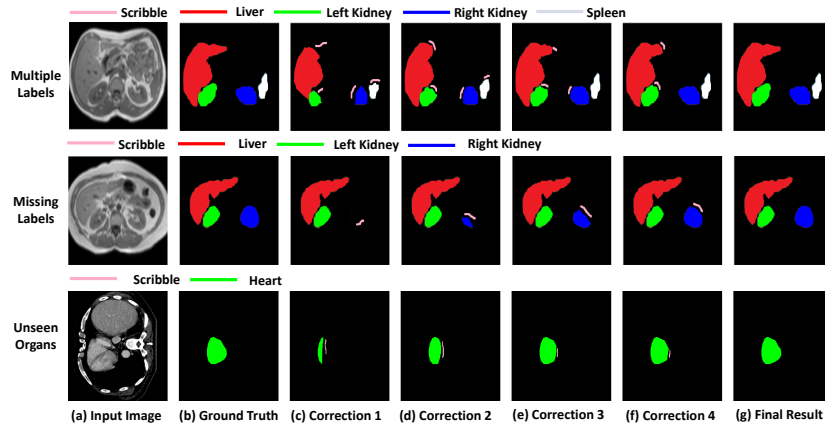 Scribble Liver Left Kidney Right Kidney Spleen
Multiple
Labels
Scribble Liver Left Kidney Right Kidney
Missing
Labels
Scribble Heart
Unseen
Organs
(a) Input Image (b) Ground Truth (c) Correction 1 (d) Correction 2 (e) Correction 3 (f) Correction 4 (g) Final Result